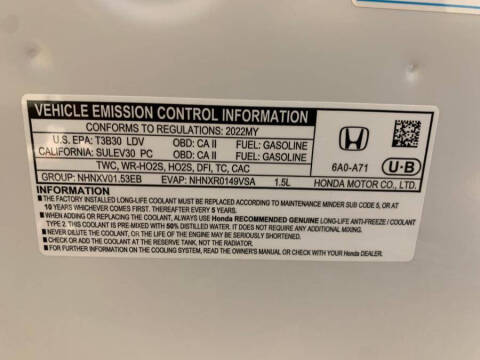 VEHICLE EMISSION CONTROL INFORMATION
CONFORMS TO REGULATIONS: 2022MY
U.S. EPA: T3B30 LDV OBD: CA II FUEL: GASOLINE
CALIFORNIA: SULEV30 PC OBD: CA II FUEL: GASOLINE
TWC, WR-HO2S, HO2S, DFI, TC, CAC
GROUP: NHNXV01.53EB EVAP: NHNXR0149VSA 1.5L
6A0-A71
U-B
HONDA MOTOR CO., LTD.
IMPORTANT INFORMATION
■ THE FACTORY INSTALLED LONG-LIFE COOLANT MUST BE REPLACED ACCORDING TO MAINTENANCE MINDER SUB CODE 5, OR AT
10 YEARS WHICHEVER COMES FIRST. THEREAFTER EVERY 5 YEARS.
■ WHEN ADDING OR REPLACING THE COOLANT, ALWAYS USE Honda RECOMMENDED GENUINE LONG-LIFE ANTI-FREEZE / COOLANT
TYPE 2. THIS COOLANT IS PRE-MIXED WITH 50% DISTILLED WATER. IT DOES NOT REQUIRE ANY ADDITIONAL MIXING.
■ NEVER DILUTE THE COOLANT, OR THE LIFE OF THE ENGINE MAY BE SERIOUSLY SHORTENED.
■ CHECK OR ADD COOLANT AT THE RESERVE TANK, NOT THE RADIATOR.
■ FOR FURTHER INFORMATION ON THE COOLING SYSTEM, READ THE OWNER'S MANUAL OR CHECK WITH YOUR Honda DEALER.